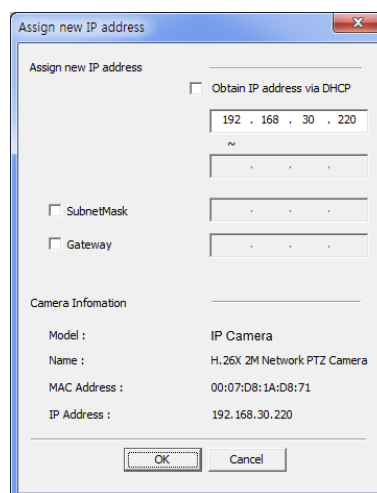 Assign new IP address
Assign new IP address
Obtain IP address via DHCP
192 . 168 . 30 . 220
~
. . .
SubnetMask . . .
Gateway . . .
Camera Infomation
Model : IP Camera
Name : H.26X 2M Network PTZ Camera
MAC Address : 00:07:D8:1A:D8:71
IP Address : 192.168.30.220
OK Cancel